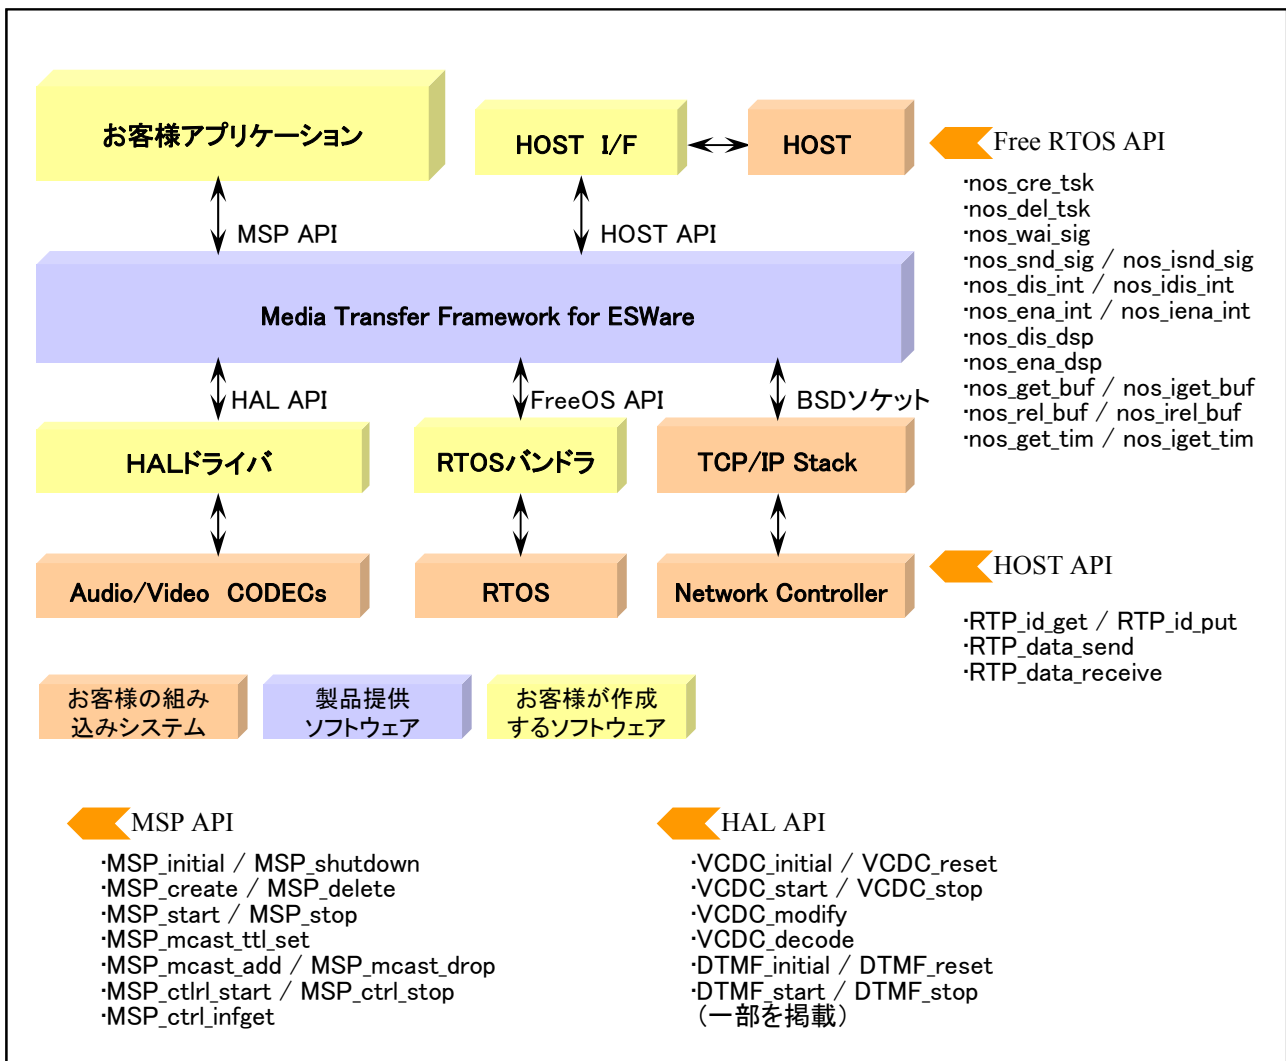 お客様アプリケーション
HOST I/F
HOST
MSP API
HOST API
Media Transfer Framework for ESWare
HAL API
FreeOS API
BSDソケット
HALドライバ
RTOSバンドラ
TCP/IP Stack
Audio/Video CODECs
RTOS
Network Controller
お客様の組み
込みシステム
製品提供
ソフトウェア
お客様が作成
するソフトウェア
Free RTOS API
・nos_cre_tsk
・nos_del_tsk
・nos_wai_sig
・nos_snd_sig / nos_isnd_sig
・nos_dis_int / nos_idis_int
・nos_ena_int / nos_iena_int
・nos_dis_dsp
・nos_ena_dsp
・nos_get_buf / nos_iget_buf
・nos_rel_buf / nos_irel_buf
・nos_get_tim / nos_iget_tim
HOST API
・RTP_id_get / RTP_id_put
・RTP_data_send
・RTP_data_receive
MSP API
・MSP_initial / MSP_shutdown
・MSP_create / MSP_delete
・MSP_start / MSP_stop
・MSP_mcast_ttl_set
・MSP_mcast_add / MSP_mcast_drop
・MSP_ctlrl_start / MSP_ctrl_stop
・MSP_ctrl_infget
HAL API
・VCDC_initial / VCDC_reset
・VCDC_start / VCDC_stop
・VCDC_modify
・VCDC_decode
・DTMF_initial / DTMF_reset
・DTMF_start / DTMF_stop
（一部を掲載）